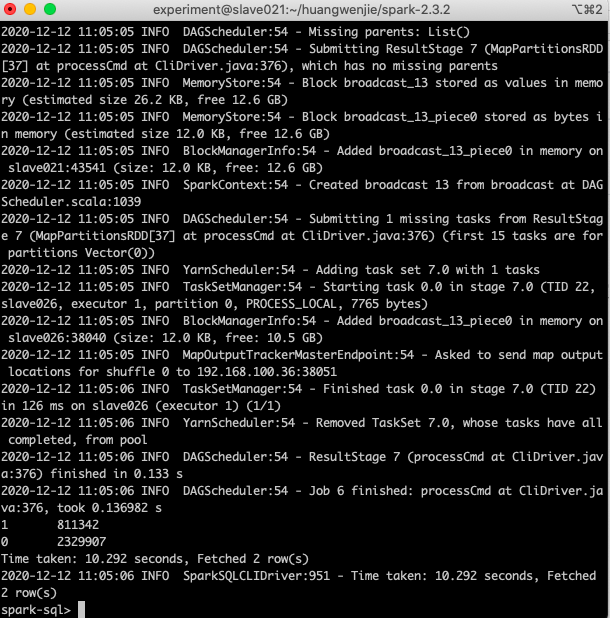 experiment@slave021:~/huangwenjie/spark-2.3.2 ⌥⌘2
2020-12-12 11:05:05 INFO  DAGScheduler:54 - Missing parents: List()
2020-12-12 11:05:05 INFO  DAGScheduler:54 - Submitting ResultStage 7 (MapPartitionsRDD
[37] at processCmd at CliDriver.java:376), which has no missing parents
2020-12-12 11:05:05 INFO  MemoryStore:54 - Block broadcast_13 stored as values in memo
ry (estimated size 26.2 KB, free 12.6 GB)
2020-12-12 11:05:05 INFO  MemoryStore:54 - Block broadcast_13_piece0 stored as bytes i
n memory (estimated size 12.0 KB, free 12.6 GB)
2020-12-12 11:05:05 INFO  BlockManagerInfo:54 - Added broadcast_13_piece0 in memory on
 slave021:43541 (size: 12.0 KB, free: 12.6 GB)
2020-12-12 11:05:05 INFO  SparkContext:54 - Created broadcast 13 from broadcast at DAG
Scheduler.scala:1039
2020-12-12 11:05:05 INFO  DAGScheduler:54 - Submitting 1 missing tasks from ResultStag
e 7 (MapPartitionsRDD[37] at processCmd at CliDriver.java:376) (first 15 tasks are for
 partitions Vector(0))
2020-12-12 11:05:05 INFO  YarnScheduler:54 - Adding task set 7.0 with 1 tasks
2020-12-12 11:05:05 INFO  TaskSetManager:54 - Starting task 0.0 in stage 7.0 (TID 22,
slave026, executor 1, partition 0, PROCESS_LOCAL, 7765 bytes)
2020-12-12 11:05:05 INFO  BlockManagerInfo:54 - Added broadcast_13_piece0 in memory on
 slave026:38040 (size: 12.0 KB, free: 10.5 GB)
2020-12-12 11:05:05 INFO  MapOutputTrackerMasterEndpoint:54 - Asked to send map output
 locations for shuffle 0 to 192.168.100.36:38051
2020-12-12 11:05:06 INFO  TaskSetManager:54 - Finished task 0.0 in stage 7.0 (TID 22)
in 126 ms on slave026 (executor 1) (1/1)
2020-12-12 11:05:06 INFO  YarnScheduler:54 - Removed TaskSet 7.0, whose tasks have all
 completed, from pool
2020-12-12 11:05:06 INFO  DAGScheduler:54 - ResultStage 7 (processCmd at CliDriver.jav
a:376) finished in 0.133 s
2020-12-12 11:05:06 INFO  DAGScheduler:54 - Job 6 finished: processCmd at CliDriver.ja
va:376, took 0.136982 s
1       811342
0       2329907
Time taken: 10.292 seconds, Fetched 2 row(s)
2020-12-12 11:05:06 INFO  SparkSQLCLIDriver:951 - Time taken: 10.292 seconds, Fetched
2 row(s)
spark-sql>